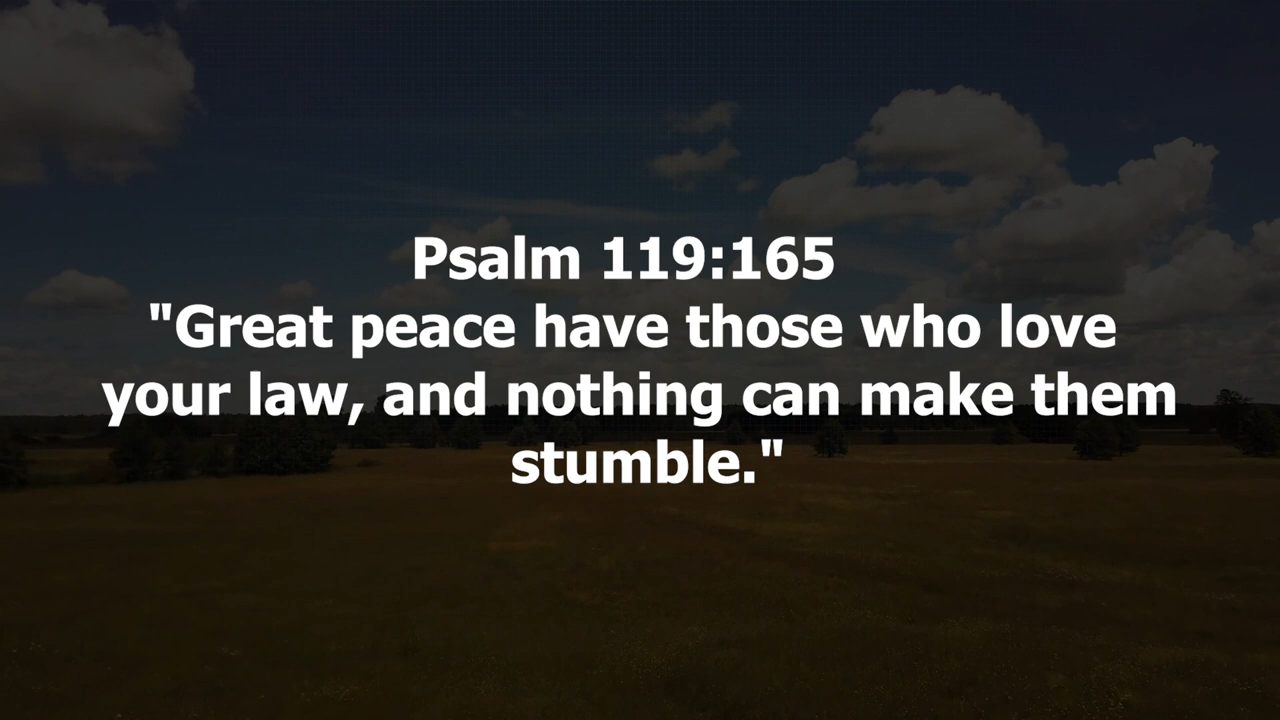 Psalm 119:165
"Great peace have those who love
your law, and nothing can make them
stumble."